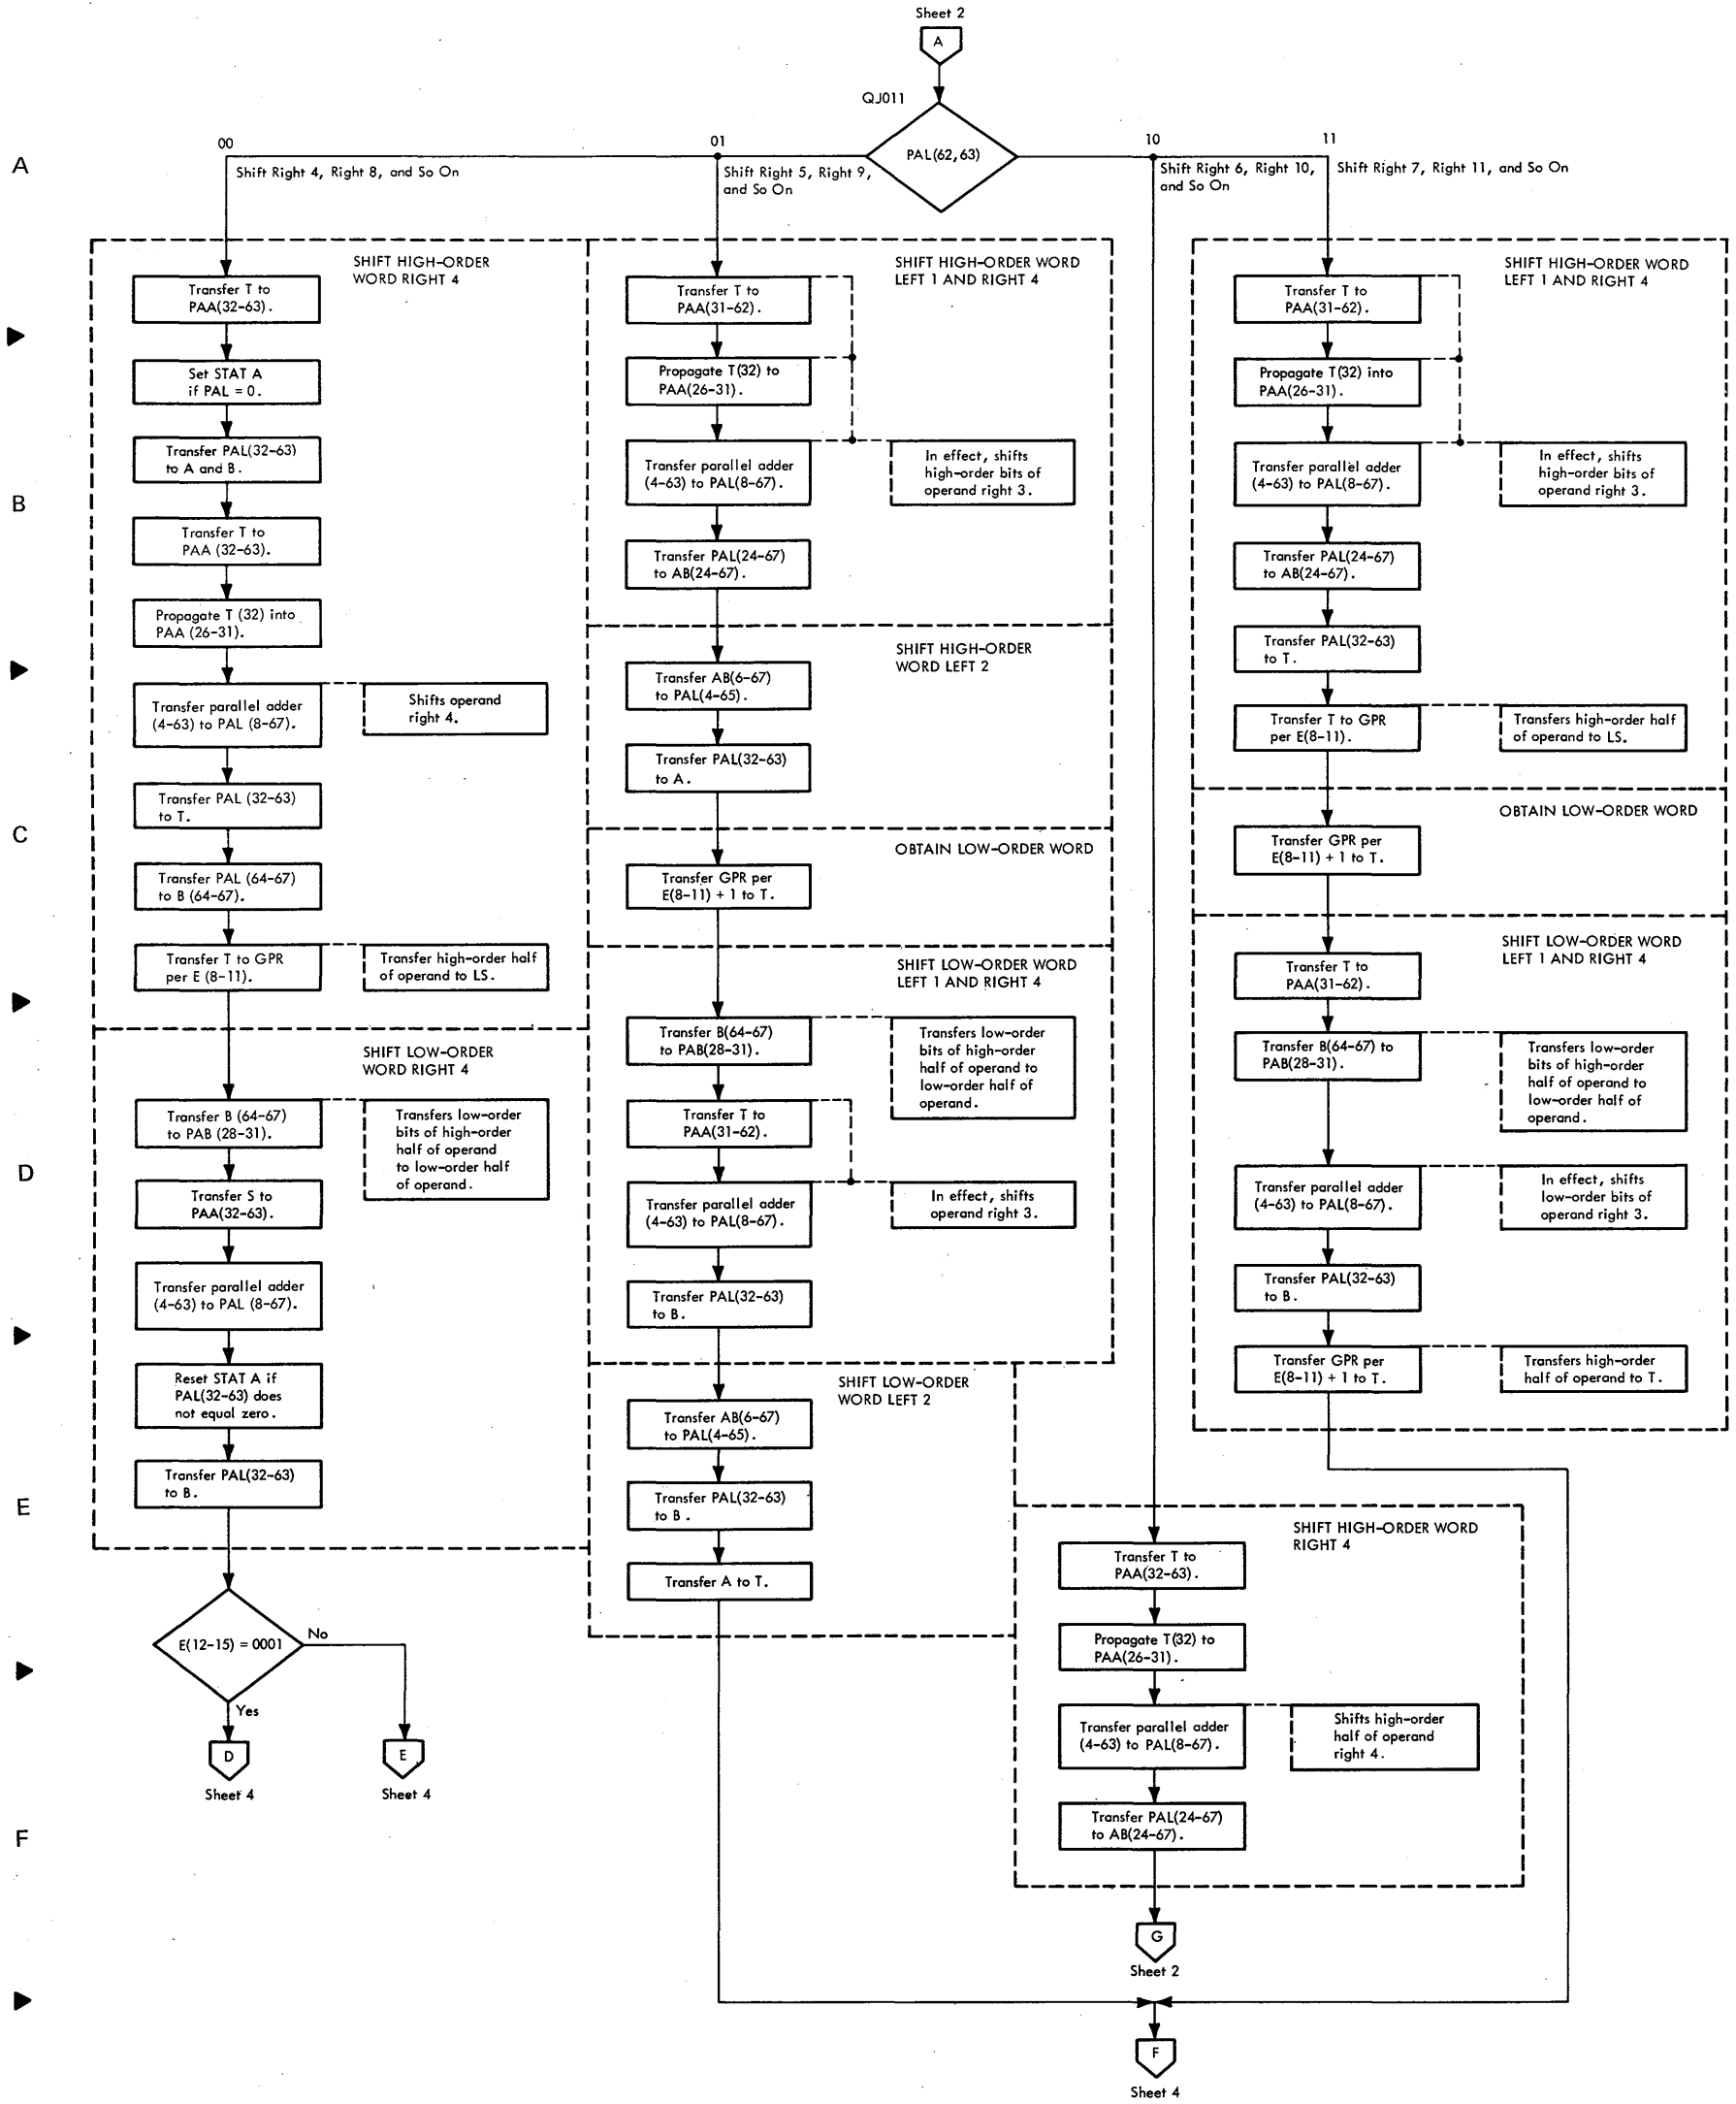 Sheet 2
A
QJ011
PAL(62,63)
00
01
10
11
Shift Right 4, Right 8, and So On
Shift Right 5, Right 9,
and So On
Shift Right 6, Right 10,
and So On
Shift Right 7, Right 11, and So On
A
B
C
D
E
F
SHIFT HIGH-ORDER
WORD RIGHT 4
Transfer T to
PAA(32-63).
Set STAT A
if PAL = 0.
Transfer PAL(32-63)
to A and B.
Transfer T to
PAA (32-63).
Propagate T (32) into
PAA (26-31).
Transfer parallel adder
(4-63) to PAL (8-67).
Shifts operand
right 4.
Transfer PAL (32-63)
to T.
Transfer PAL (64-67)
to B (64-67).
Transfer T to GPR
per E (8-11).
Transfer high-order half
of operand to LS.
SHIFT LOW-ORDER
WORD RIGHT 4
Transfer B (64-67)
to PAB (28-31).
Transfers low-order
bits of high-order
half of operand
to low-order half
of operand.
Transfer S to
PAA(32-63).
Transfer parallel adder
(4-63) to PAL (8-67).
Reset STAT A if
PAL(32-63) does
not equal zero.
Transfer PAL(32-63)
to B.
E(12-15) = 0001
No
Yes
D
Sheet 4
E
Sheet 4
SHIFT HIGH-ORDER WORD
LEFT 1 AND RIGHT 4
Transfer T to
PAA(31-62).
Propagate T(32) to
PAA(26-31).
Transfer parallel adder
(4-63) to PAL(8-67).
In effect, shifts
high-order bits of
operand right 3.
Transfer PAL(24-67)
to AB(24-67).
SHIFT HIGH-ORDER
WORD LEFT 2
Transfer AB(6-67)
to PAL(4-65).
Transfer PAL(32-63)
to A.
OBTAIN LOW-ORDER WORD
Transfer GPR per
E(8-11) + 1 to T.
SHIFT LOW-ORDER WORD
LEFT 1 AND RIGHT 4
Transfer B(64-67)
to PAB(28-31).
Transfers low-order
bits of high-order
half of operand to
low-order half of
operand.
Transfer T to
PAA(31-62).
Transfer parallel adder
(4-63) to PAL(8-67).
In effect, shifts
operand right 3.
Transfer PAL(32-63)
to B.
SHIFT LOW-ORDER
WORD LEFT 2
Transfer AB(6-67)
to PAL(4-65).
Transfer PAL(32-63)
to B.
Transfer A to T.
SHIFT HIGH-ORDER WORD
RIGHT 4
Transfer T to
PAA(32-63).
Propagate T(32) to
PAA(26-31).
Transfer parallel adder
(4-63) to PAL(8-67).
Shifts high-order
half of operand
right 4.
Transfer PAL(24-67)
to AB(24-67).
G
Sheet 2
SHIFT HIGH-ORDER WORD
LEFT 1 AND RIGHT 4
Transfer T to
PAA(31-62).
Propagate T(32) into
PAA(26-31).
Transfer parallel adder
(4-63) to PAL(8-67).
In effect, shifts
high-order bits of
operand right 3.
Transfer PAL(24-67)
to AB(24-67).
Transfer PAL(32-63)
to T.
Transfer T to GPR
per E(8-11).
Transfers high-order half
of operand to LS.
OBTAIN LOW-ORDER WORD
Transfer GPR per
E(8-11) + 1 to T.
SHIFT LOW-ORDER WORD
LEFT 1 AND RIGHT 4
Transfer T to
PAA(31-62).
Transfer B(64-67) to
PAB(28-31).
Transfers low-order
bits of high-order
half of operand to
low-order half of
operand.
Transfer parallel adder
(4-63) to PAL(8-67).
In effect, shifts
low-order bits of
operand right 3.
Transfer PAL(32-63)
to B.
Transfer GPR per
E(8-11) + 1 to T.
Transfers high-order
half of operand to T.
F
Sheet 4